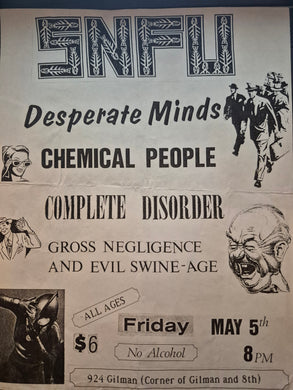 SNFU
Desperate Minds
CHEMICAL PEOPLE
COMPLETE DISORDER
GROSS NEGLIGENCE
AND EVIL SWINE-AGE
ALL AGES
$6
Friday
MAY 5th
No Alcohol
8PM
924 Gilman (Corner of Gilman and 8th)